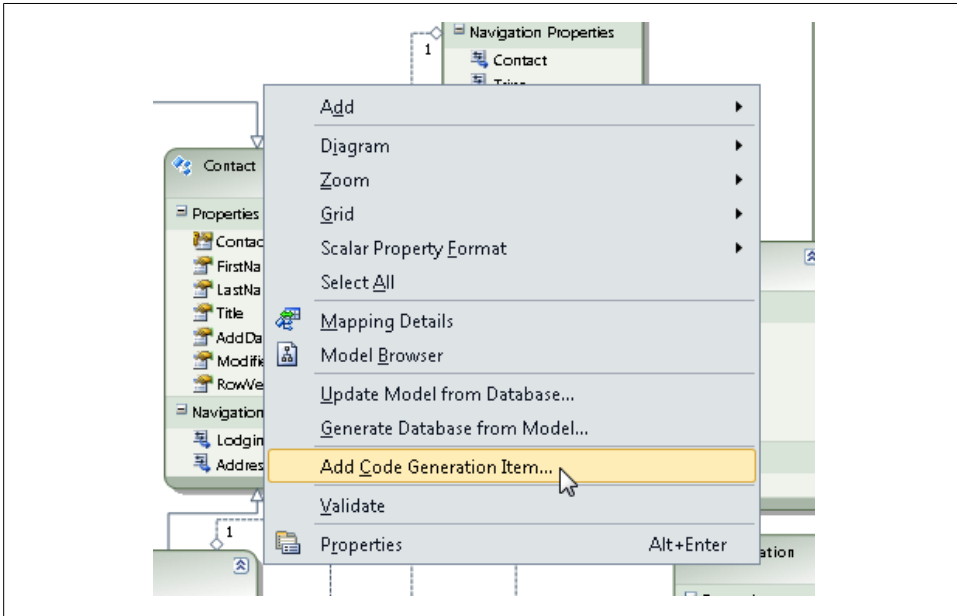 Navigation Properties
1
Contact
Add
Diagram
Contact
Zoom
Properties
Grid
Scalar Property Format
Select All
Title
Mapping Details
Model Browser
Update Model from Database...
Navigation
Generate Database from Model...
Add Code Generation Item...
Validate
1
Properties Alt+Enter